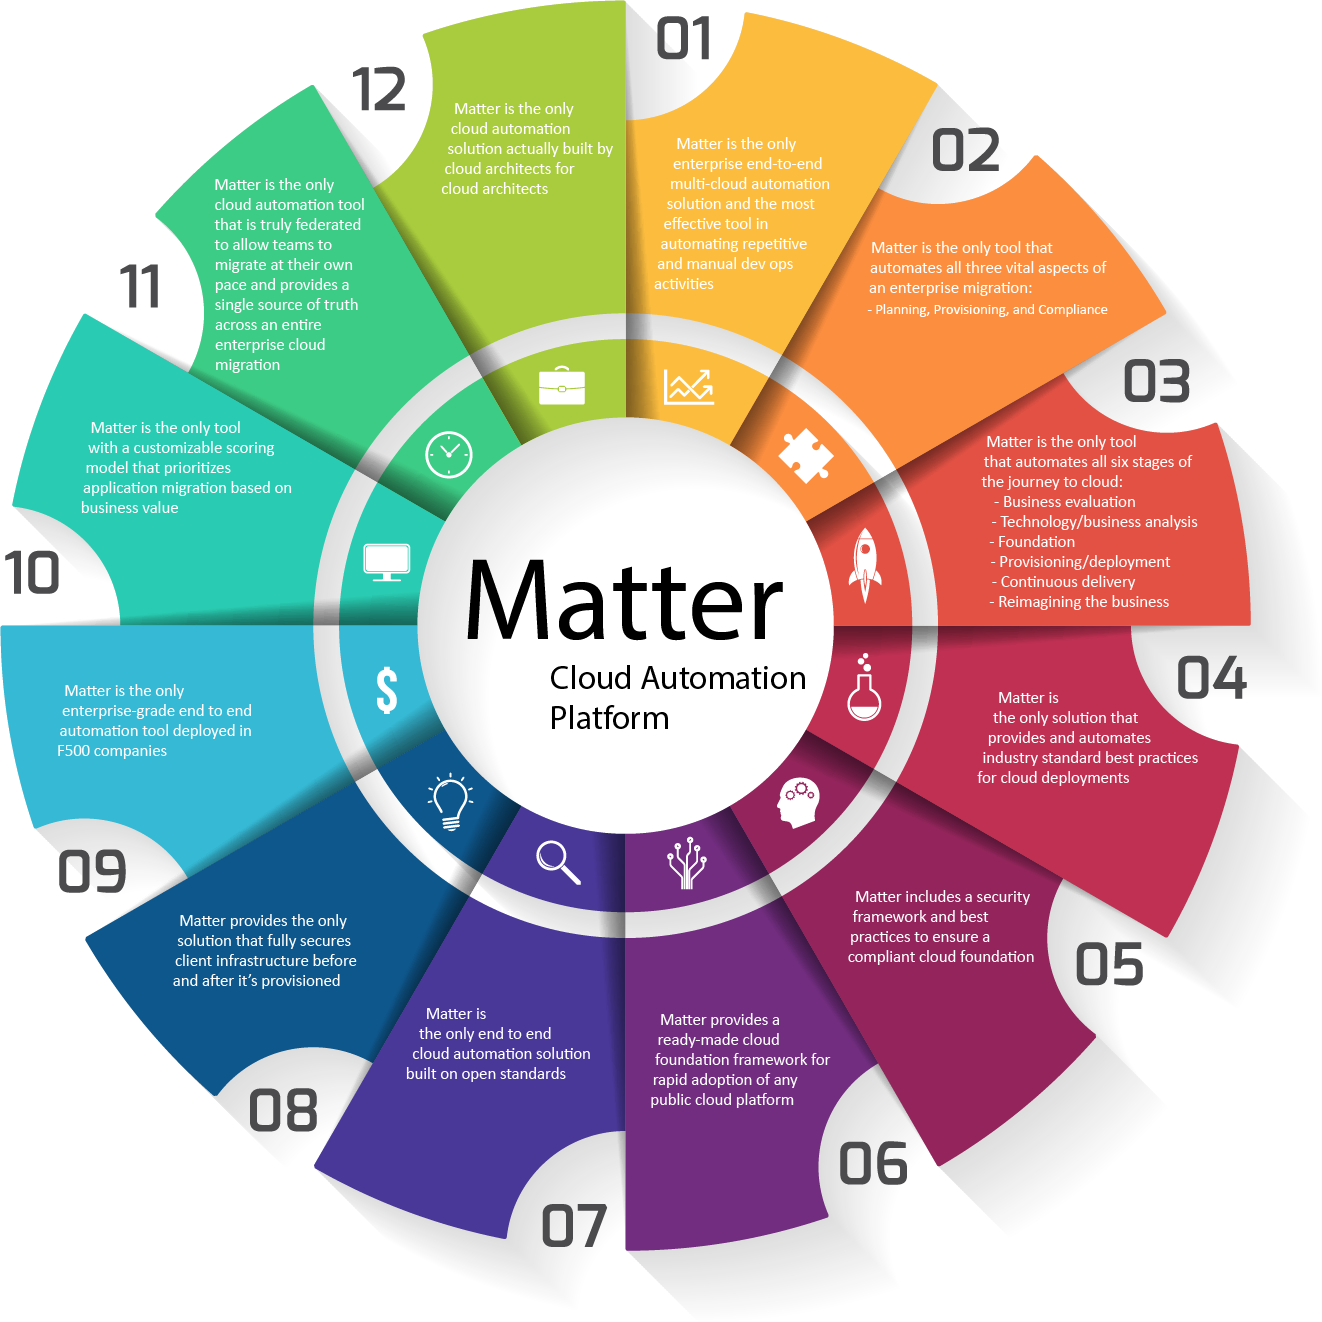 Matter
Cloud Automation
Platform
01
Matter is the only
enterprise end-to-end
multi-cloud automation
solution and the most
effective tool in
automating repetitive
and manual dev ops
activities
02
Matter is the only tool that
automates all three vital aspects of
an enterprise migration:
- Planning, Provisioning, and Compliance
03
Matter is the only tool
that automates all six stages of
the journey to cloud:
- Business evaluation
- Technology/business analysis
- Foundation
- Provisioning/deployment
- Continuous delivery
- Reimagining the business
04
Matter is
the only solution that
provides and automates
industry standard best practices
for cloud deployments
05
Matter includes a security
framework and best
practices to ensure a
compliant cloud foundation
06
Matter provides a
ready-made cloud
foundation framework for
rapid adoption of any
public cloud platform
07
Matter is
the only end to end
cloud automation solution
built on open standards
08
Matter provides the only
solution that fully secures
client infrastructure before
and after it’s provisioned
09
$
Matter is the only
enterprise-grade end to end
automation tool deployed in
F500 companies
10
Matter is the only tool
with a customizable scoring
model that prioritizes
application migration based on
business value
11
Matter is the only
cloud automation tool
that is truly federated
to allow teams to
migrate at their own
pace and provides a
single source of truth
across an entire
enterprise cloud
migration
12
Matter is the only
cloud automation
solution actually built by
cloud architects for
cloud architects